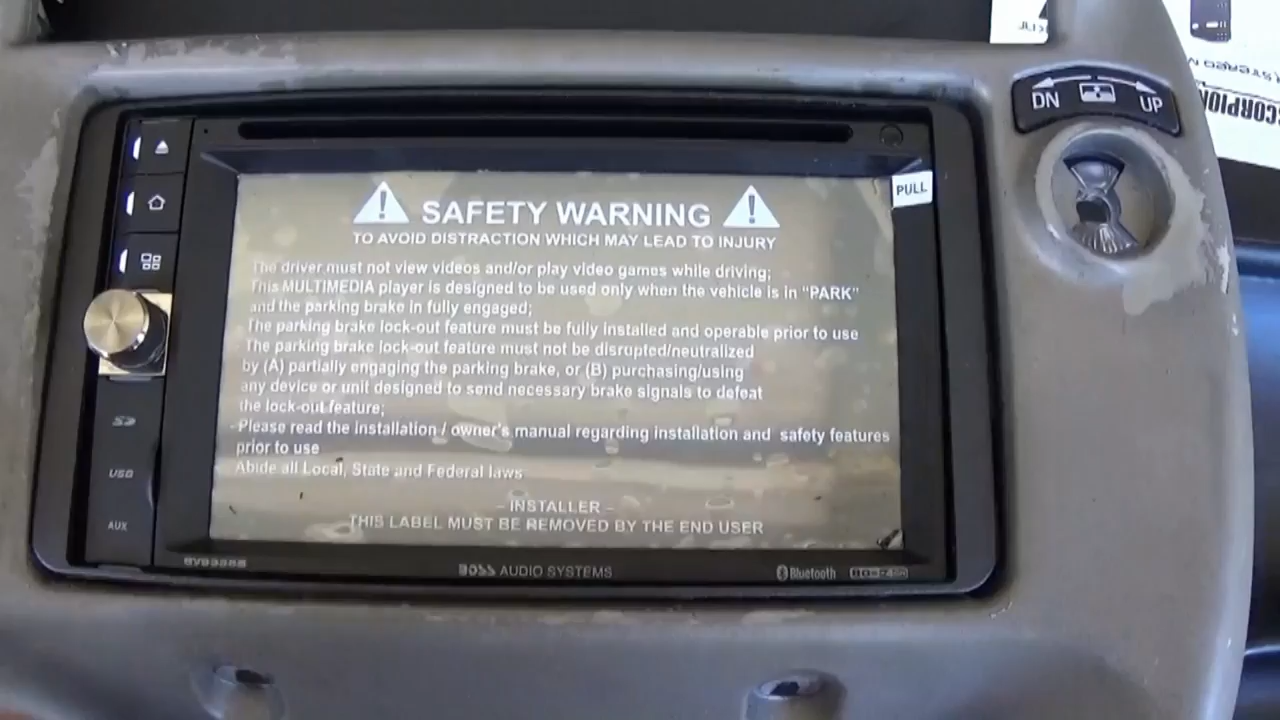 DN UP
SCORPION
PULL
SAFETY WARNING
TO AVOID DISTRACTION WHICH MAY LEAD TO INJURY
The driver must not view videos and/or play video games while driving;
This MULTIMEDIA player is designed to be used only when the vehicle is in "PARK"
and the parking brake in fully engaged;
The parking brake lock-out feature must be fully installed and operable prior to use
The parking brake lock-out feature must not be disrupted/neutralized
by (A) partially engaging the parking brake, or (B) purchasing/using
any device or unit designed to send necessary brake signals to defeat
the lock-out feature;
-Please read the installation / owner's manual regarding installation and safety features
prior to use
Abide all Local, State and Federal laws
- INSTALLER -
THIS LABEL MUST BE REMOVED BY THE END USER
SD
USB
AUX
BOSS AUDIO SYSTEMS
Bluetooth